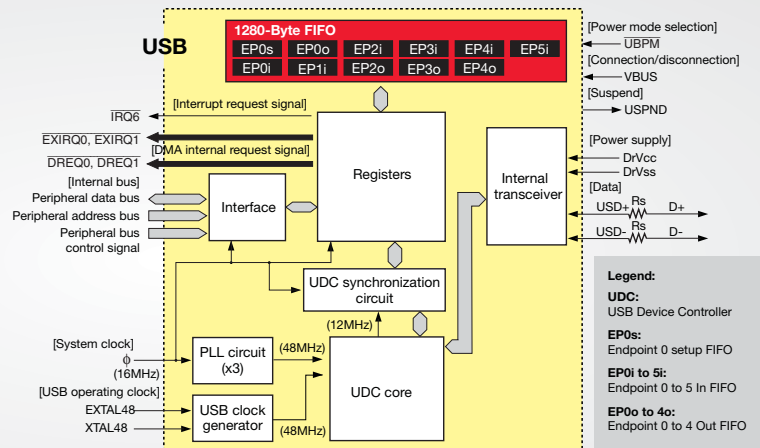 USB
1280-Byte FIFO
EP0s EP0o EP2i EP3i EP4i EP5i
EP0i EP1i EP2o EP3o EP4o
[Power mode selection]
UBPM
[Connection/disconnection]
VBUS
[Suspend]
USPND
[Power supply]
DrVcc
DrVss
[Data]
USD+ Rs D+
USD- Rs D-
[Interrupt request signal]
IRQ6
EXIRQ0, EXIRQ1
[DMA internal request signal]
DREQ0, DREQ1
[Internal bus]
Peripheral data bus
Peripheral address bus
Peripheral bus
control signal
Interface
Registers
Internal
transceiver
UDC synchronization
circuit
(12MHz)
[System clock]
ϕ
(16MHz)
PLL circuit
(x3)
(48MHz)
[USB operating clock]
EXTAL48
XTAL48
USB clock
generator
(48MHz)
UDC core
Legend:
UDC:
USB Device Controller
EP0s:
Endpoint 0 setup FIFO
EP0i to 5i:
Endpoint 0 to 5 In FIFO
EP0o to 4o:
Endpoint 0 to 4 Out FIFO